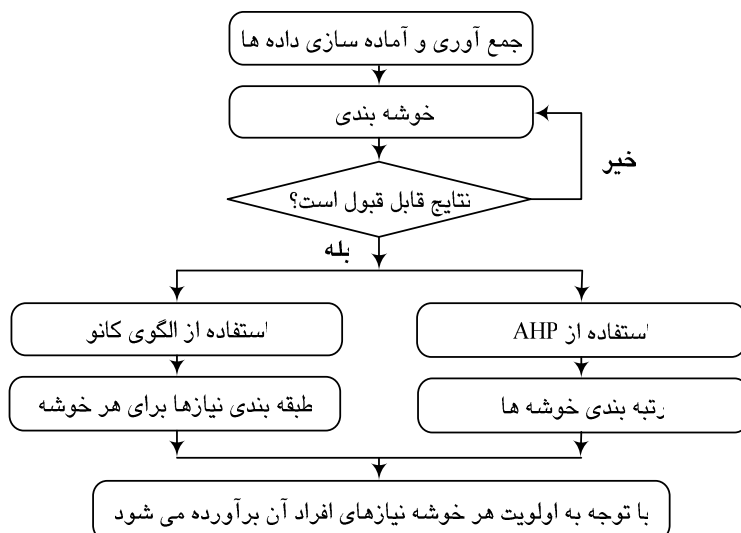 جمع آوری و آماده سازی داده ها
خوشه بندی
خیر
نتایج قابل قبول است؟
بله
استفاده از AHP
استفاده از الگوی کانو
رتبه بندی خوشه ها
طبقه بندی نیازها برای هر خوشه
با توجه به اولویت هر خوشه نیازهای افراد آن برآورده می شود